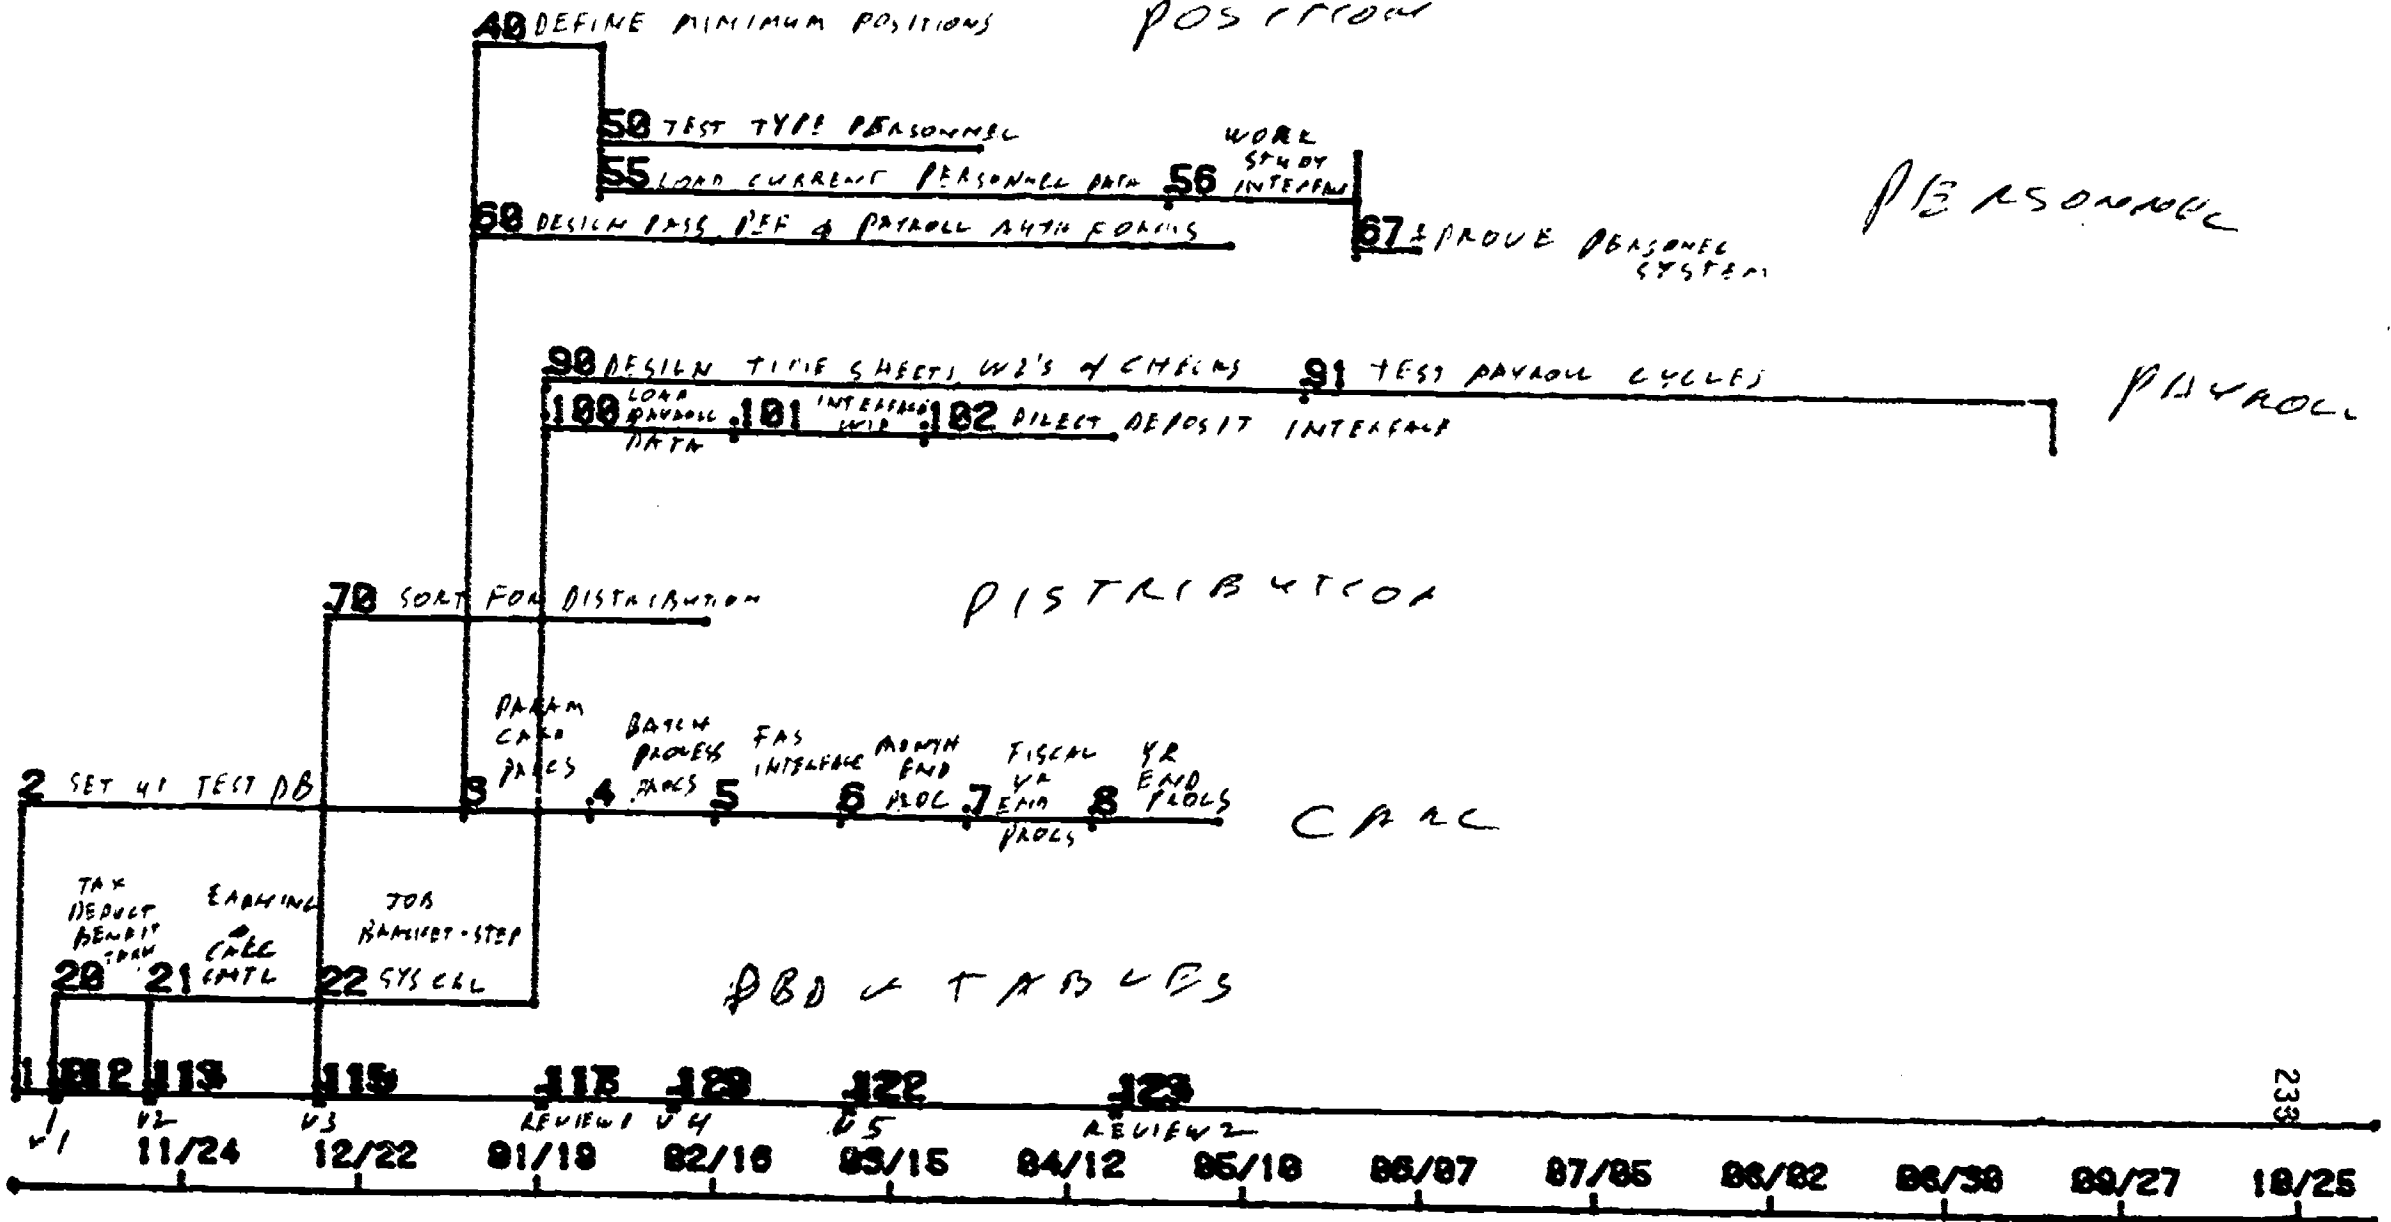 40 DEFINE MINIMUM POSITIONS
POSITION
50 TEST TYPE PERSONNEL
55 LOAD CURRENT PERSONNEL DATA
56 WORK
STUDY
INTERFACE
60 DESIGN PASS DEF & PAYROLL AUTH FORMS
67 PROVE PERSONEL
SYSTEM
PERSONNEL
90 DESIGN TIME SHEETS W2'S & CHECKS
91 TEST PAYROLL CYCLES
PAYROLL
100 LOAD
PAYROLL
DATA
101 INTERFACE
102 DIRECT DEPOSIT INTERFACE
70 SORT FOR DISTRIBUTION
DISTRIBUTION
2 SET UP TEST DB
3 PARAM
CARD
PROCS
4 BATCH
PROCESS
PROCS
5 FAS
INTERFACE
6 MONTH
END
PROC
7 FISCAL
YR
END
PROCS
8 YR
END
PROCS
CALC
20 TAX
DEDUCT
BENEFIT
21 EARNING
CALC
CNTL
22 JOB
BRACKET-STEP
SYS CAL
DBD & TABLES
112
113
115
117
122
123
V1
V2
V3
REVIEW 1
V4
V5
REVIEW 2
233
11/24
12/22
01/19
02/16
03/15
04/12
05/10
06/07
07/05
08/02
08/30
09/27
10/25